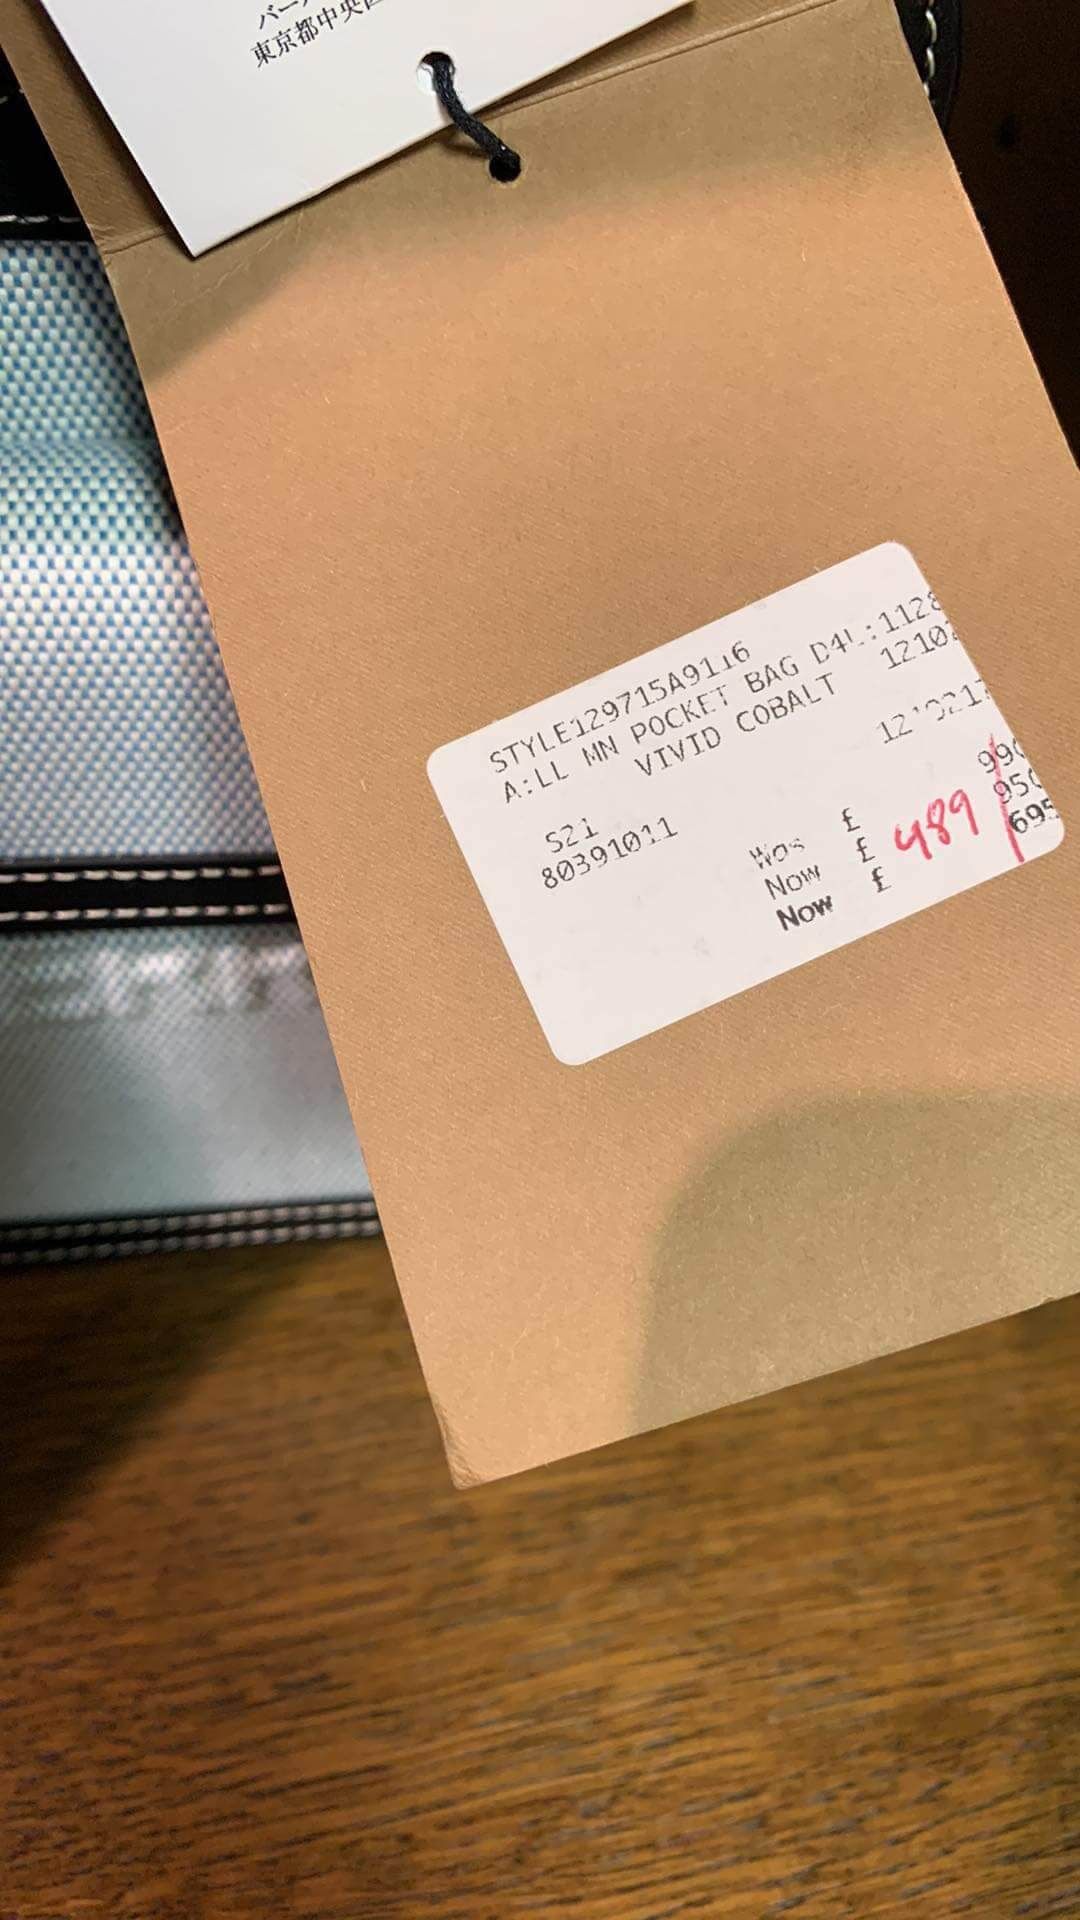 東京都中央区
STYLE129715A9116
A:LL MN POCKET BAG D4L:1128
VIVID COBALT
S21
80391011
Was £
Now £
Now £ 695
489